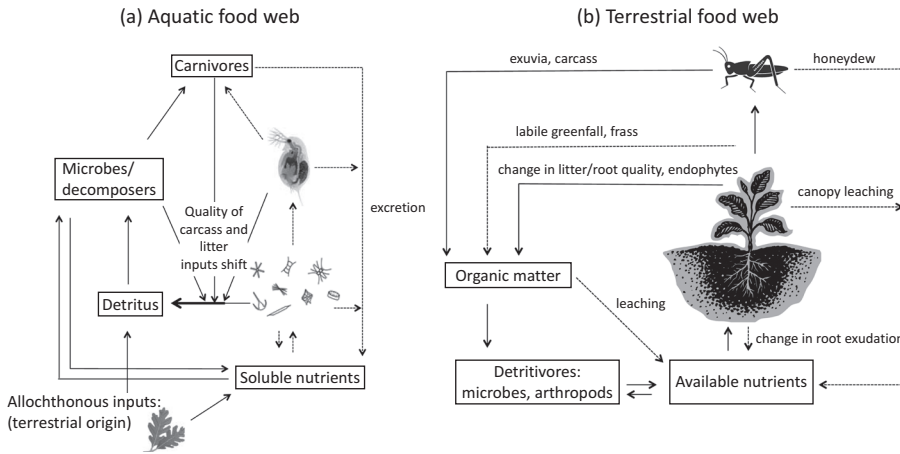 (a) Aquatic food web
Carnivores
Microbes/
decomposers
Quality of
carcass and
litter
inputs shift
excretion
Detritus
Soluble nutrients
Allochthonous inputs:
(terrestrial origin)
(b) Terrestrial food web
exuvia, carcass
honeydew
labile greenfall, frass
change in litter/root quality, endophytes
canopy leaching
Organic matter
leaching
change in root exudation
Detritivores:
microbes, arthropods
Available nutrients